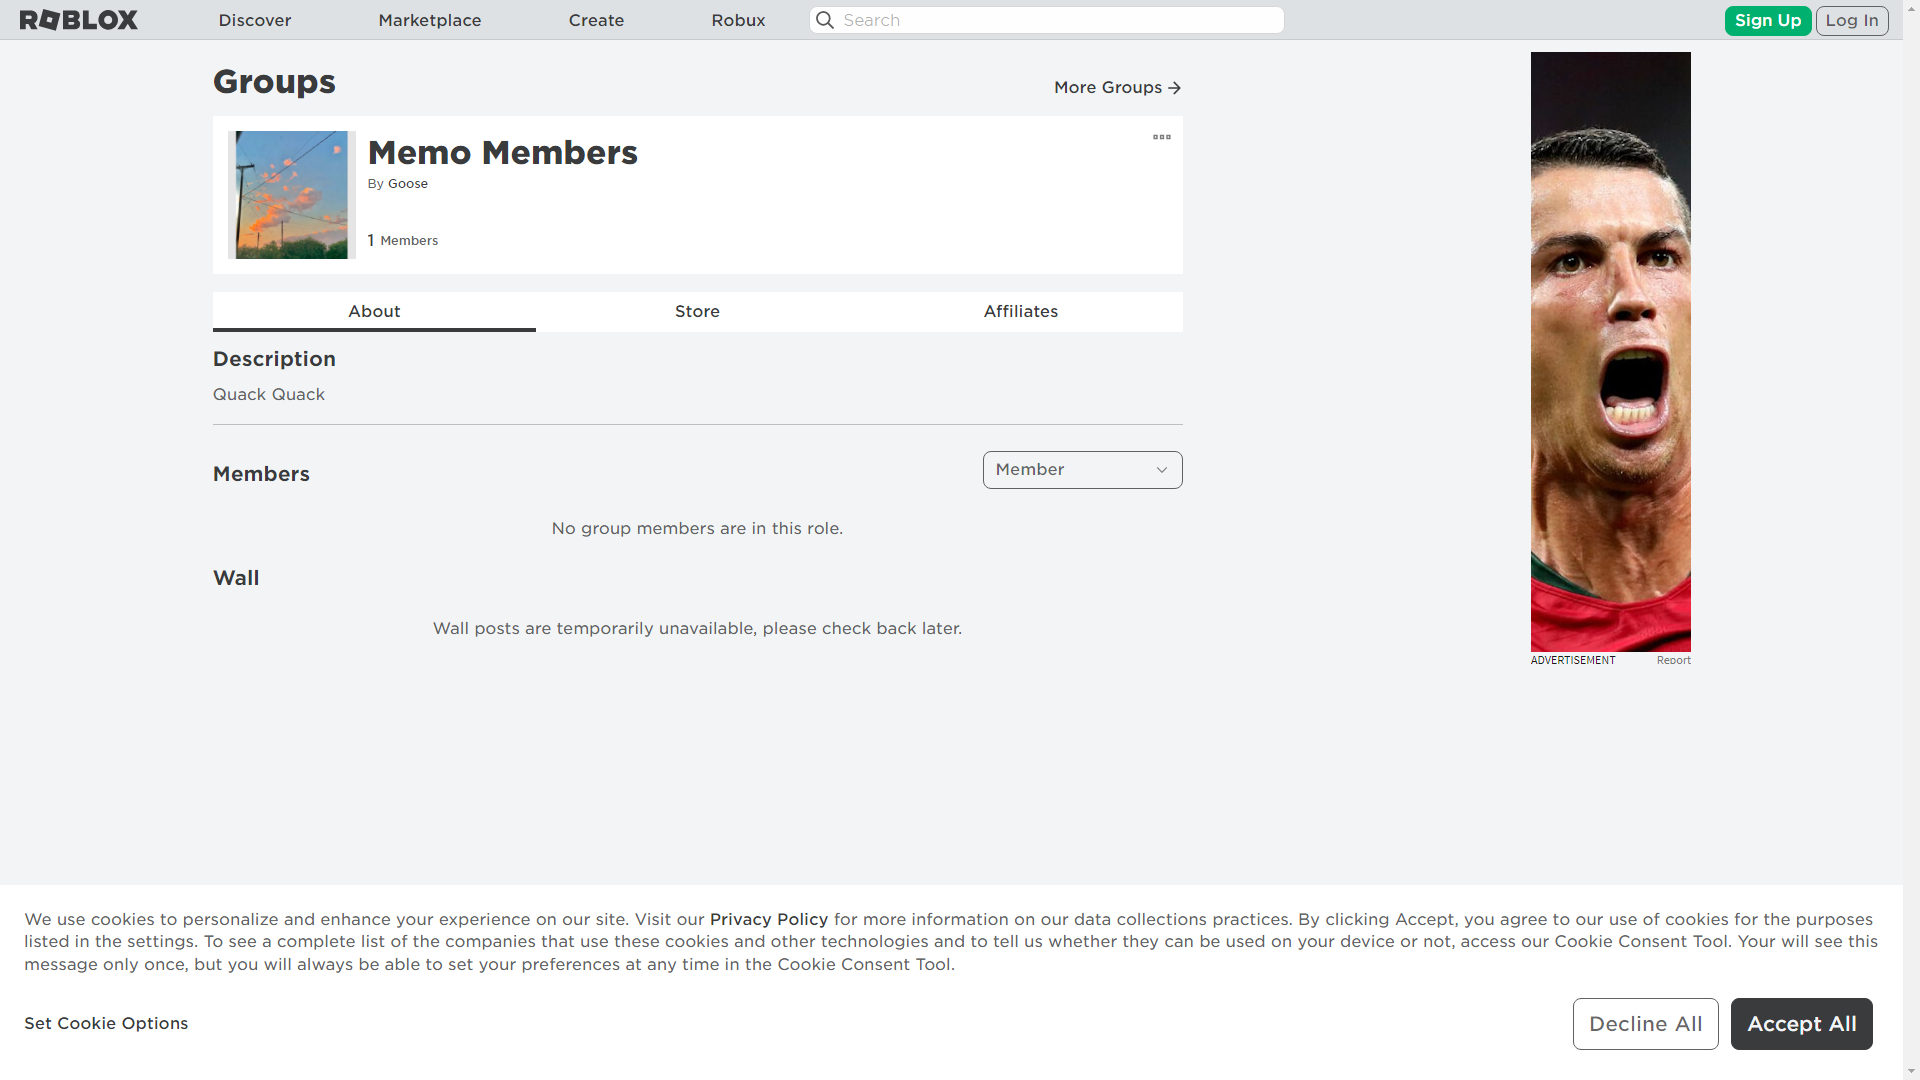 ROBLOX
Discover
Marketplace
Create
Robux
Search
Sign Up
Log In
Groups
More Groups
Memo Members
By Goose
1 Members
About
Store
Affiliates
Description
Quack Quack
Members
Member
No group members are in this role.
Wall
Wall posts are temporarily unavailable, please check back later.
ADVERTISEMENT
Report
We use cookies to personalize and enhance your experience on our site. Visit our Privacy Policy for more information on our data collections practices. By clicking Accept, you agree to our use of cookies for the purposes
listed in the settings. To see a complete list of the companies that use these cookies and other technologies and to tell us whether they can be used on your device or not, access our Cookie Consent Tool. Your will see this
message only once, but you will always be able to set your preferences at any time in the Cookie Consent Tool.
Set Cookie Options
Decline All
Accept All